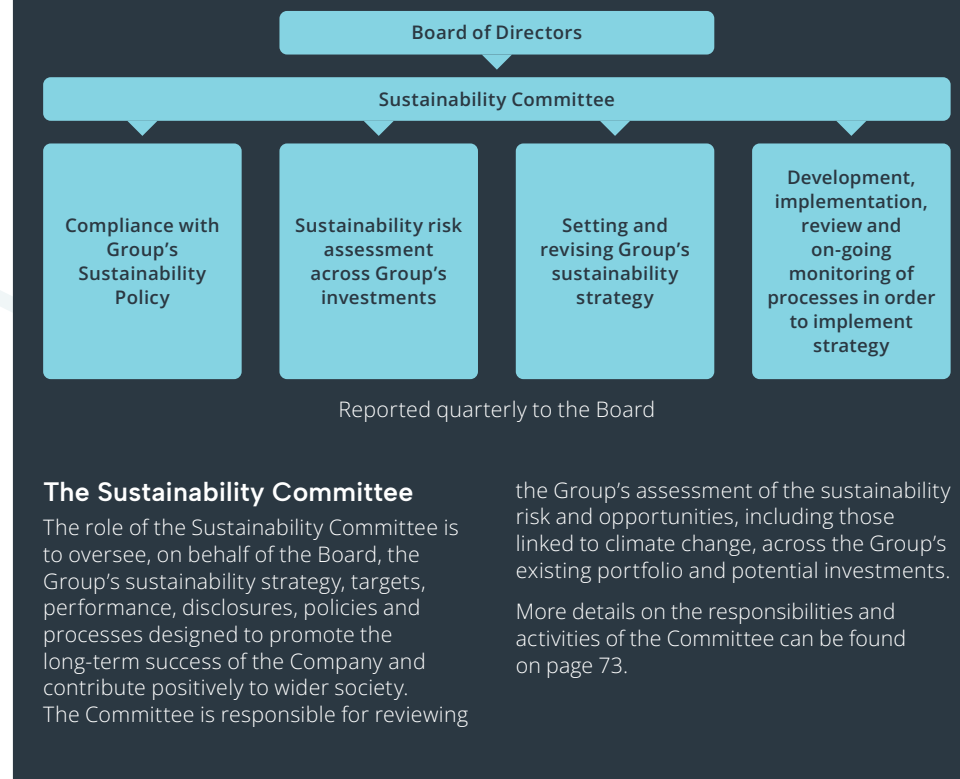 Board of Directors
Sustainability Committee
Compliance with
Group’s
Sustainability
Policy
Sustainability risk
assessment
across Group’s
investments
Setting and
revising Group’s
sustainability
strategy
Development,
implementation,
review and
on-going
monitoring of
processes in order
to implement
strategy
Reported quarterly to the Board
The Sustainability Committee
The role of the Sustainability Committee is
to oversee, on behalf of the Board, the
Group’s sustainability strategy, targets,
performance, disclosures, policies and
processes designed to promote the
long-term success of the Company and
contribute positively to wider society.
The Committee is responsible for reviewing
the Group’s assessment of the sustainability
risk and opportunities, including those
linked to climate change, across the Group’s
existing portfolio and potential investments.
More details on the responsibilities and
activities of the Committee can be found
on page 73.